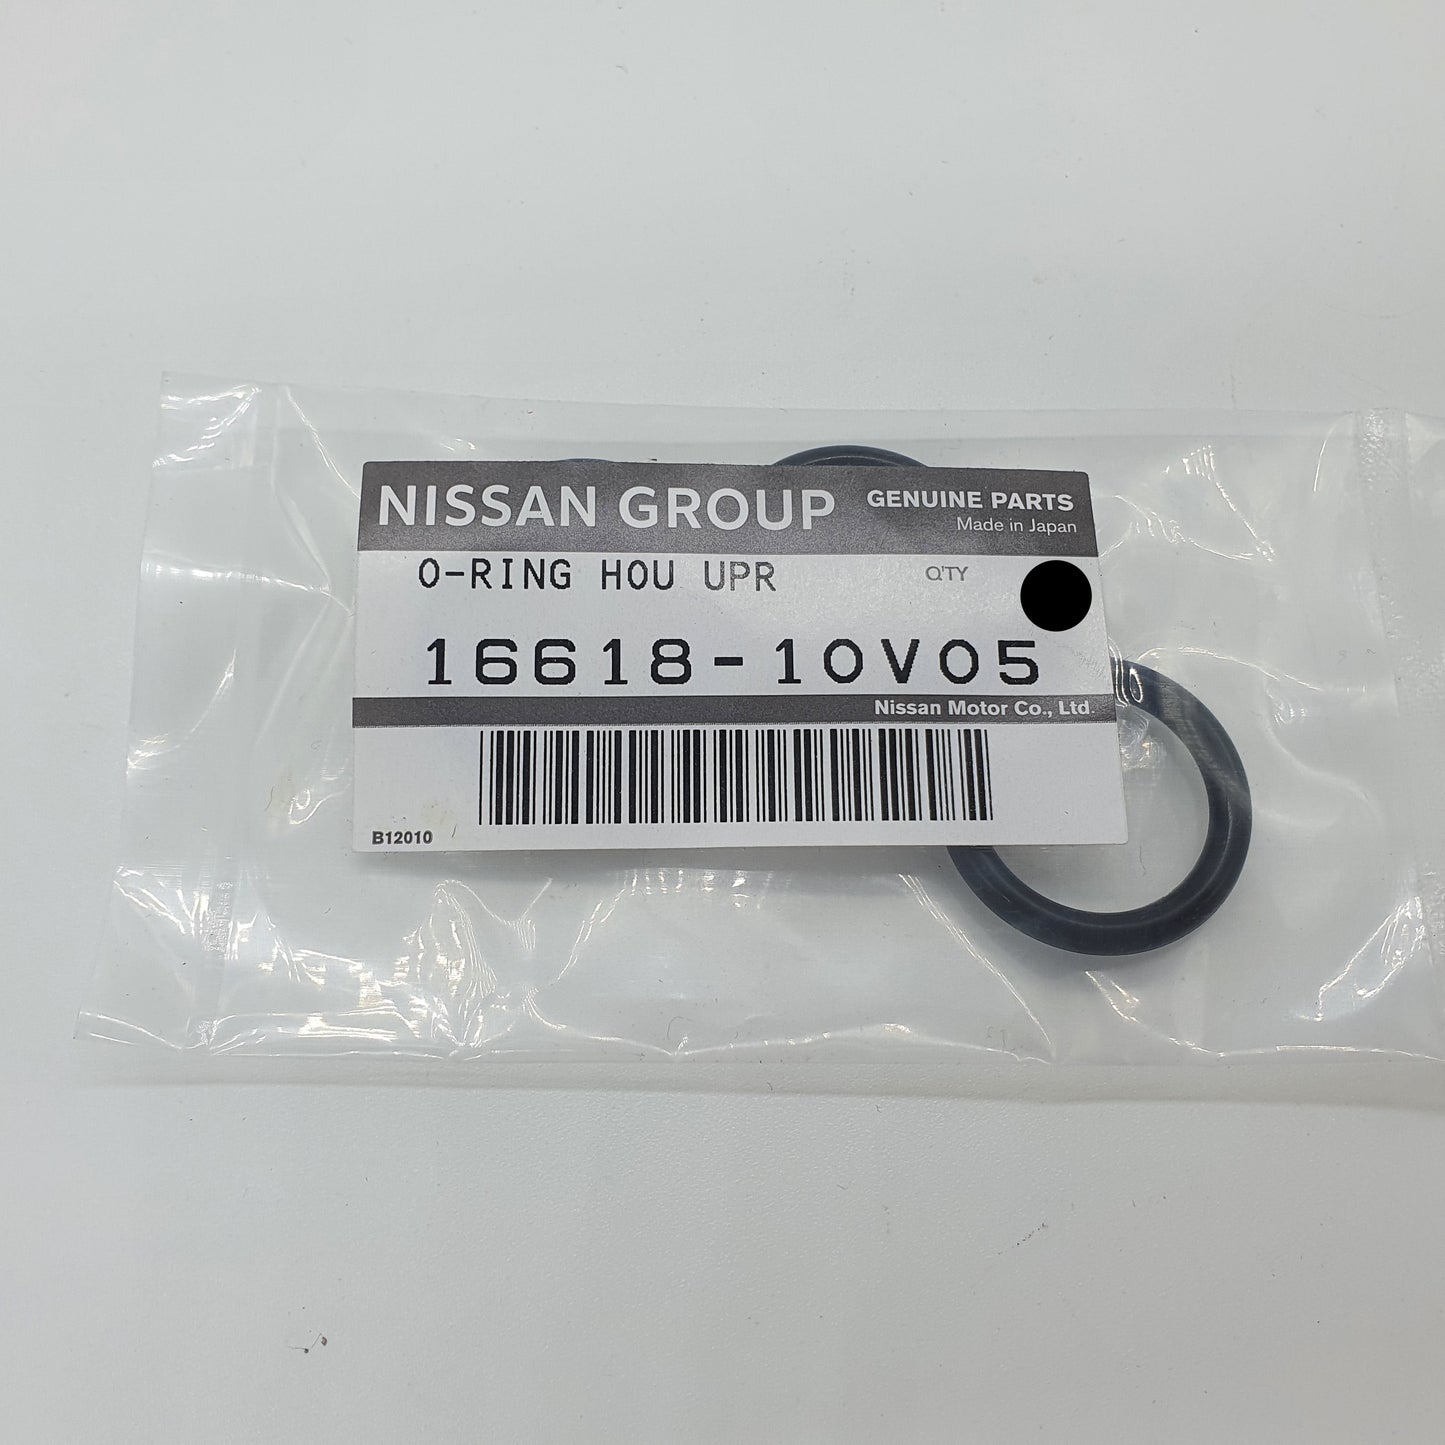 NISSAN GROUP
GENUINE PARTS
Made in Japan
O-RING HOU UPR
Q'TY
16618-10V05
Nissan Motor Co., Ltd.
B12010